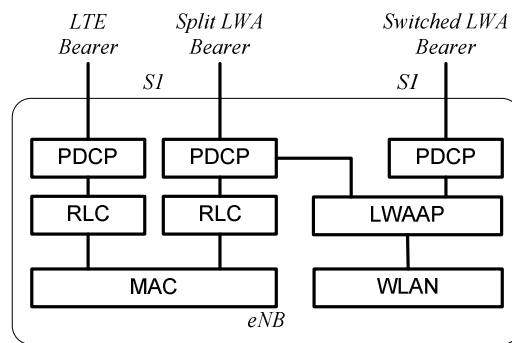 LTE Bearer
Split LWA Bearer
Switched LWA Bearer
S1
S1
PDCP
PDCP
PDCP
RLC
RLC
LWAAP
MAC
WLAN
eNB